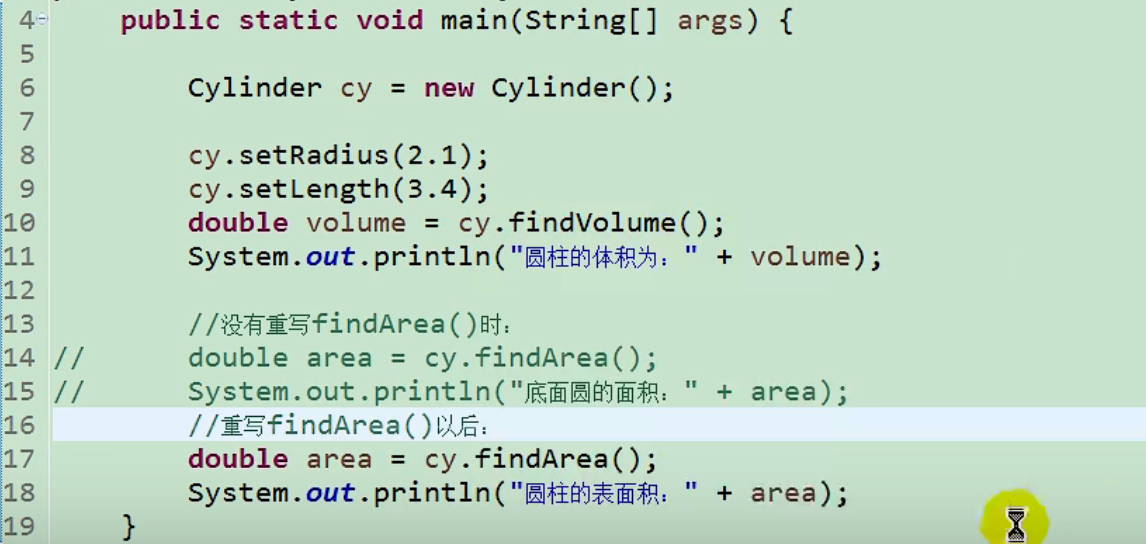 4 public static void main(String[] args) {
5
6 Cylinder cy = new Cylinder();
7
8 cy.setRadius(2.1);
9 cy.setLength(3.4);
10 double volume = cy.findVolume();
11 System.out.println("圆柱的体积为：" + volume);
12
13 //没有重写findArea()时：
14 // double area = cy.findArea();
15 // System.out.println("底面圆的面积：" + area);
16 //重写findArea()以后：
17 double area = cy.findArea();
18 System.out.println("圆柱的表面积：" + area);
19 }